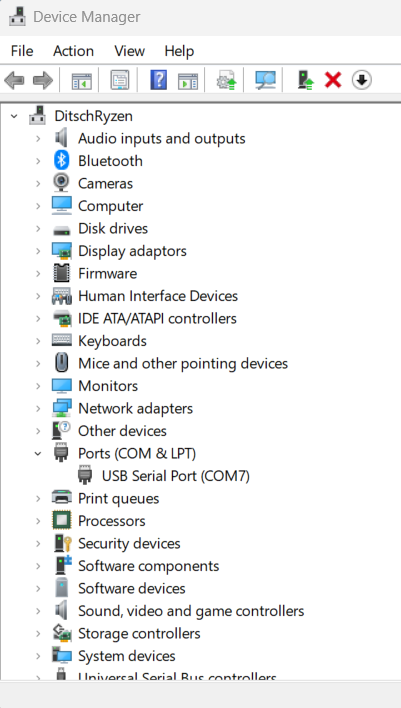 Device Manager
File Action View Help
DitschRyzen
Audio inputs and outputs
Bluetooth
Cameras
Computer
Disk drives
Display adaptors
Firmware
Human Interface Devices
IDE ATA/ATAPI controllers
Keyboards
Mice and other pointing devices
Monitors
Network adapters
Other devices
Ports (COM & LPT)
USB Serial Port (COM7)
Print queues
Processors
Security devices
Software components
Software devices
Sound, video and game controllers
Storage controllers
System devices
Universal Serial Bus controllers